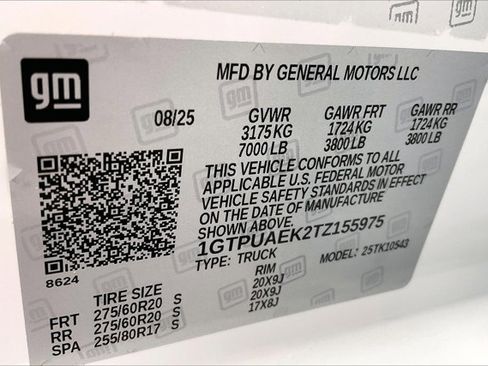 gm
MFD BY GENERAL MOTORS LLC
08/25 GVWR GAWR FRT GAWR RR
3175 KG 1724 KG 1724 KG
7000 LB 3800 LB 3800 LB
THIS VEHICLE CONFORMS TO ALL
APPLICABLE U.S. FEDERAL MOTOR
VEHICLE SAFETY STANDARDS IN EFFECT
ON THE DATE OF MANUFACTURE
SHOWN ABOVE.
1GTPUAEK2TZ155975
TYPE: TRUCK MODEL: 25TK10543
8624
TIRE SIZE RIM
FRT 275/60R20 S 20X9J
RR 275/60R20 S 20X9J
SPA 255/80R17 S 17X8J